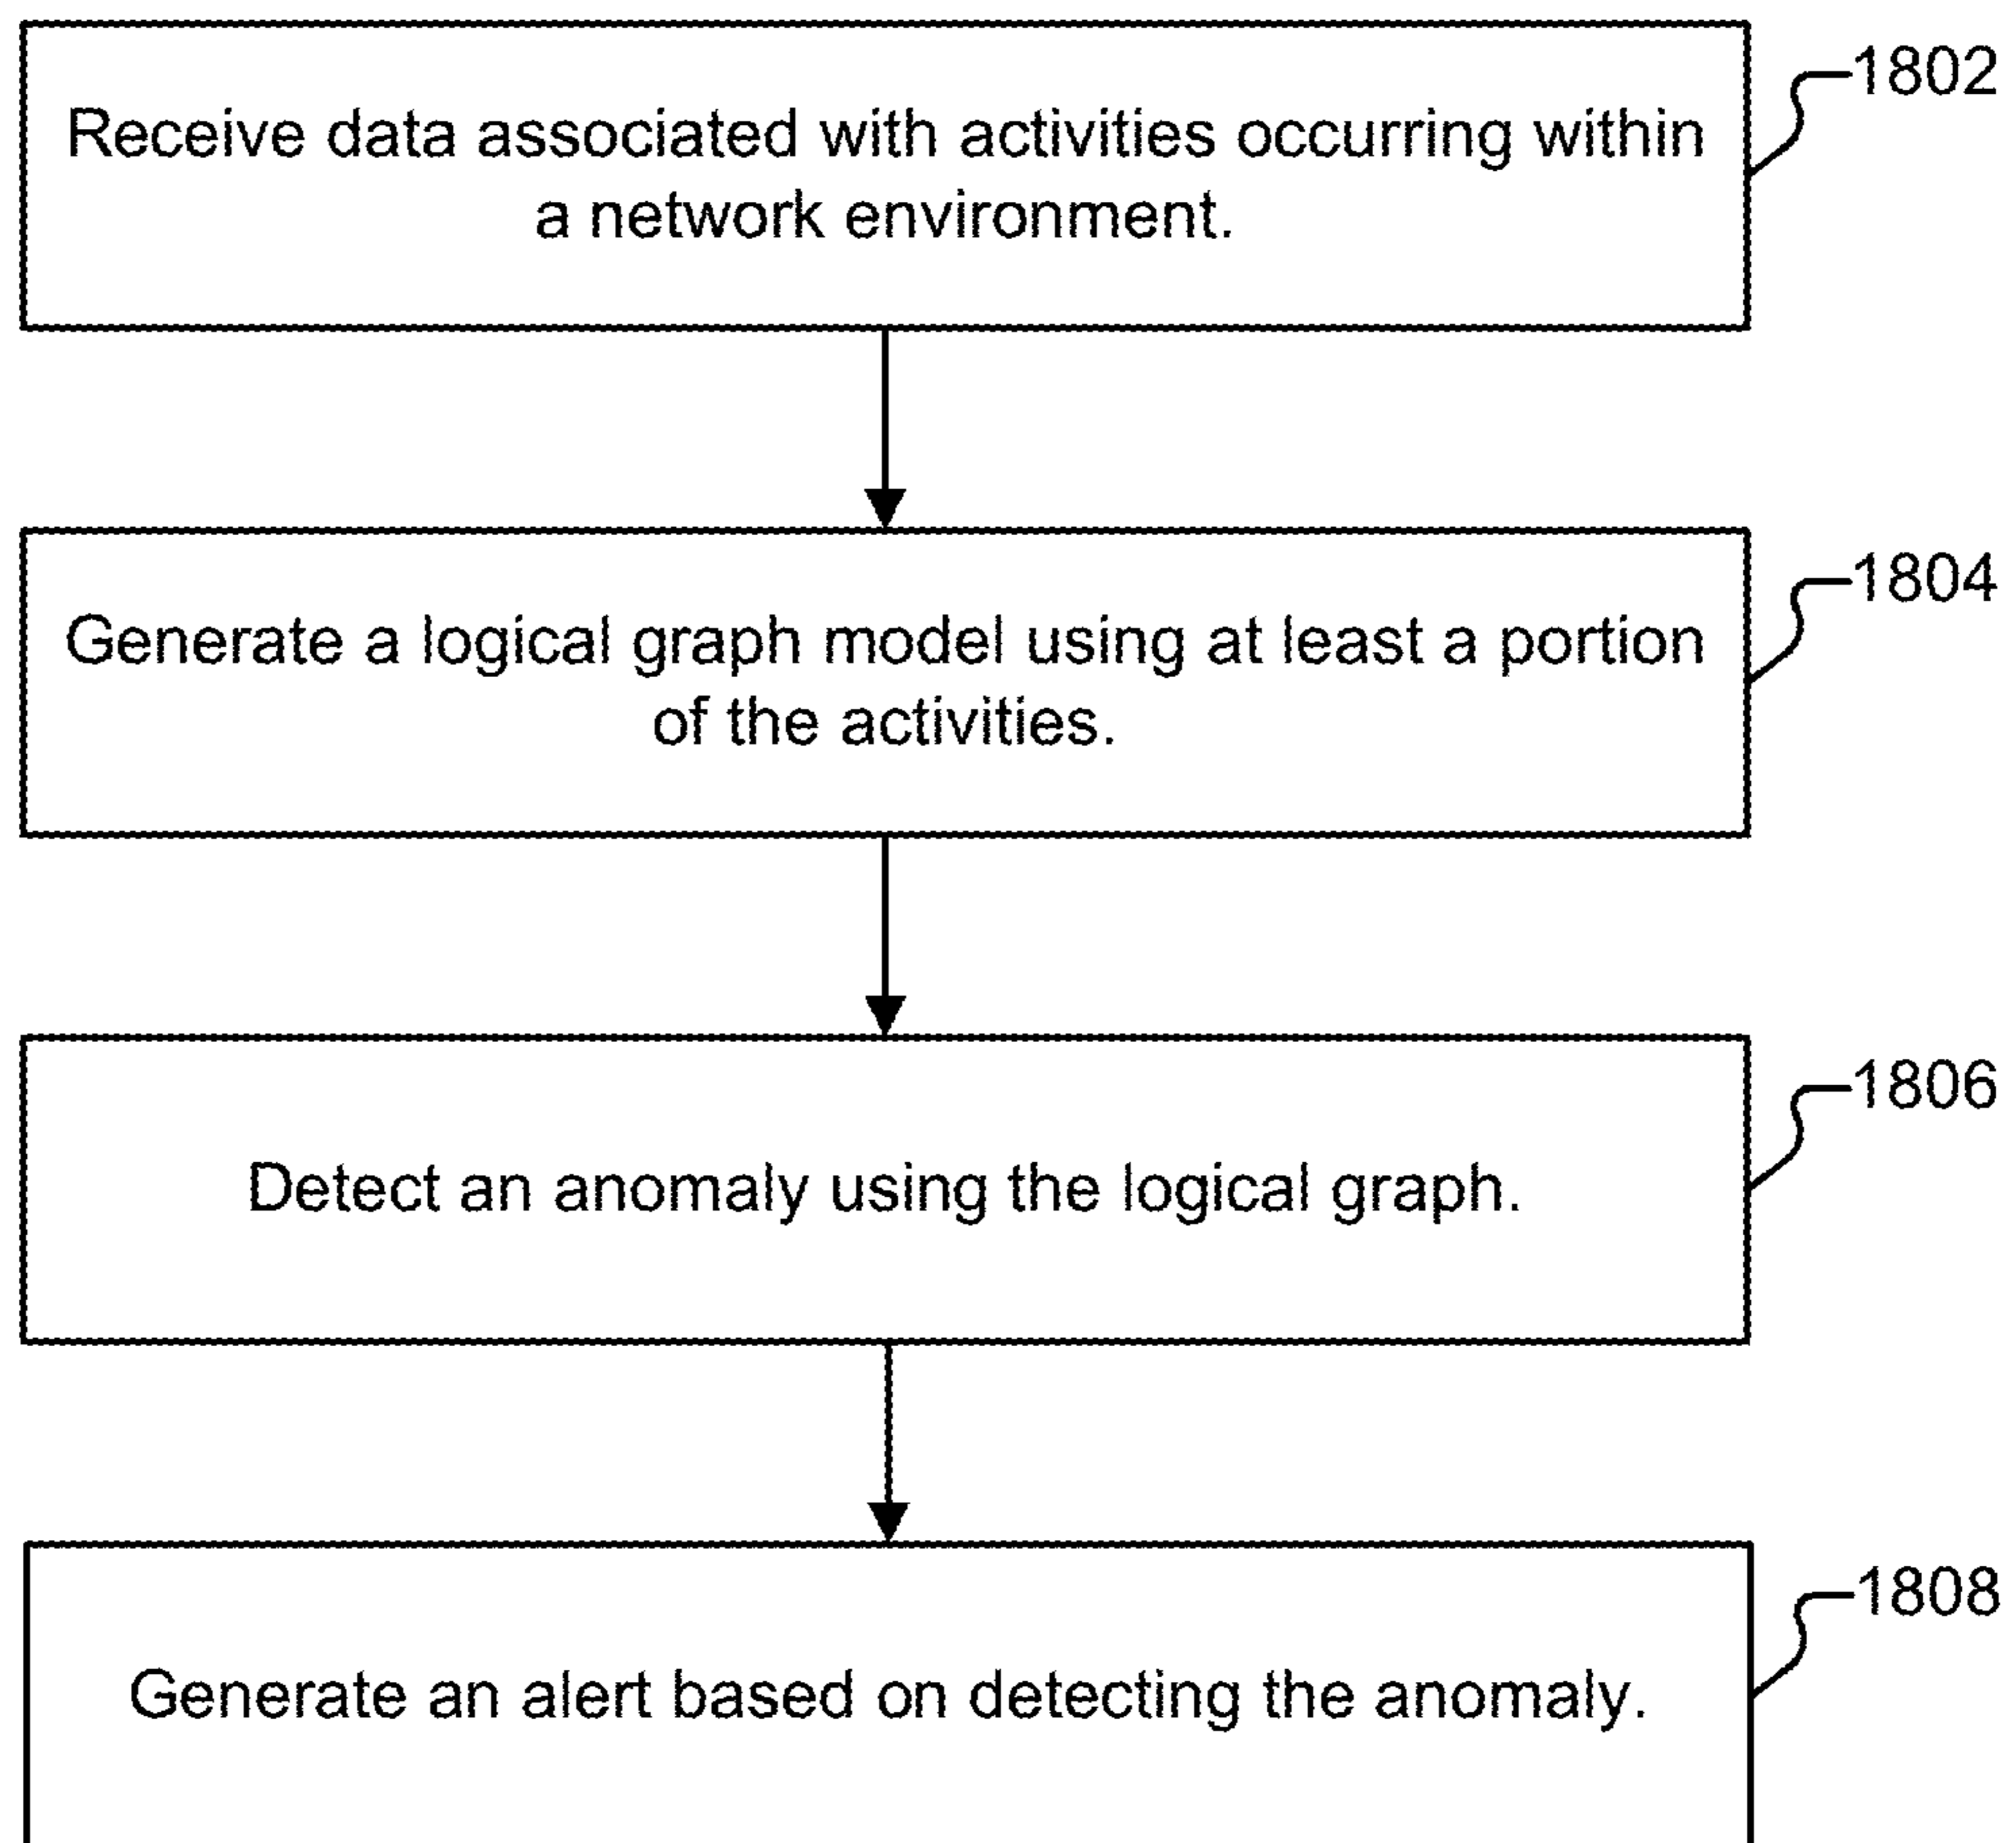 1802
Receive data associated with activities occurring within
a network environment.
1804
Generate a logical graph model using at least a portion
of the activities.
1806
Detect an anomaly using the logical graph.
1808
Generate an alert based on detecting the anomaly.